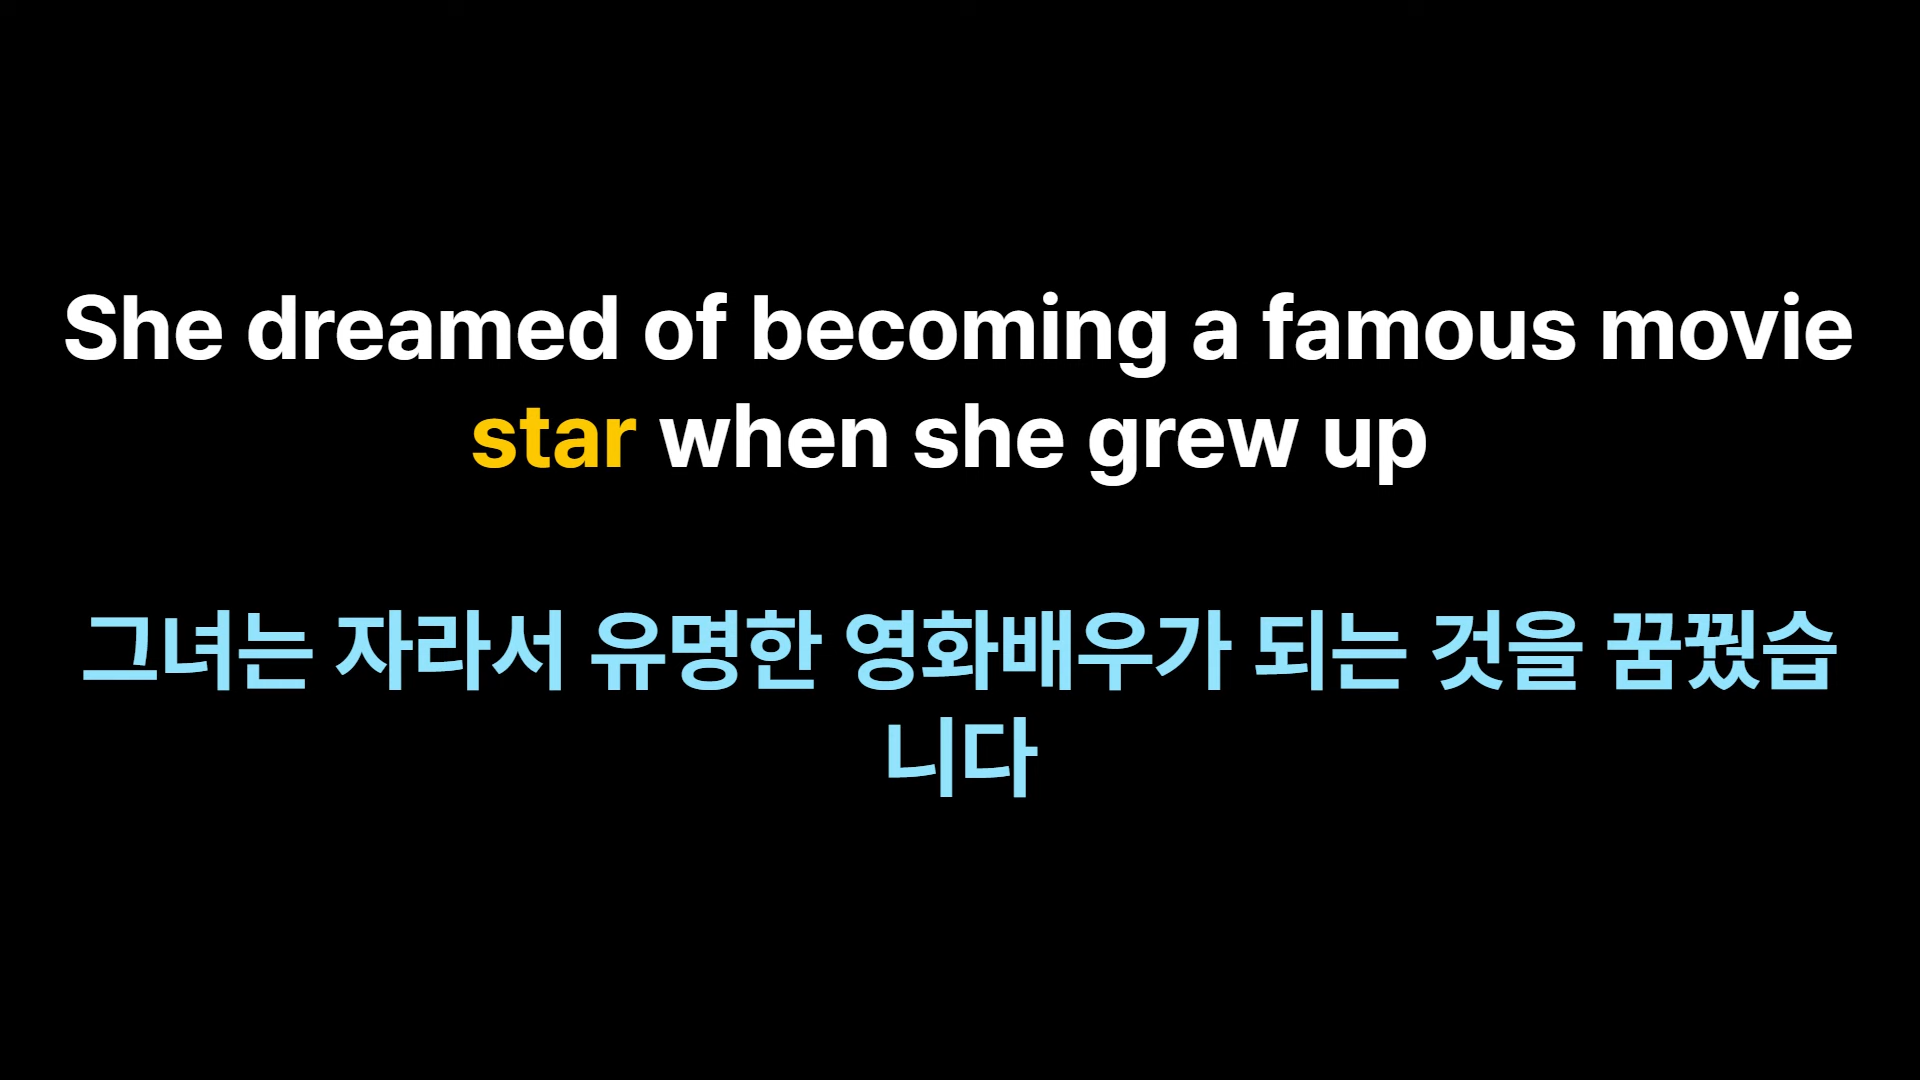 She dreamed of becoming a famous movie
star when she grew up
그녀는 자라서 유명한 영화배우가 되는 것을 꿈꿨습
니다